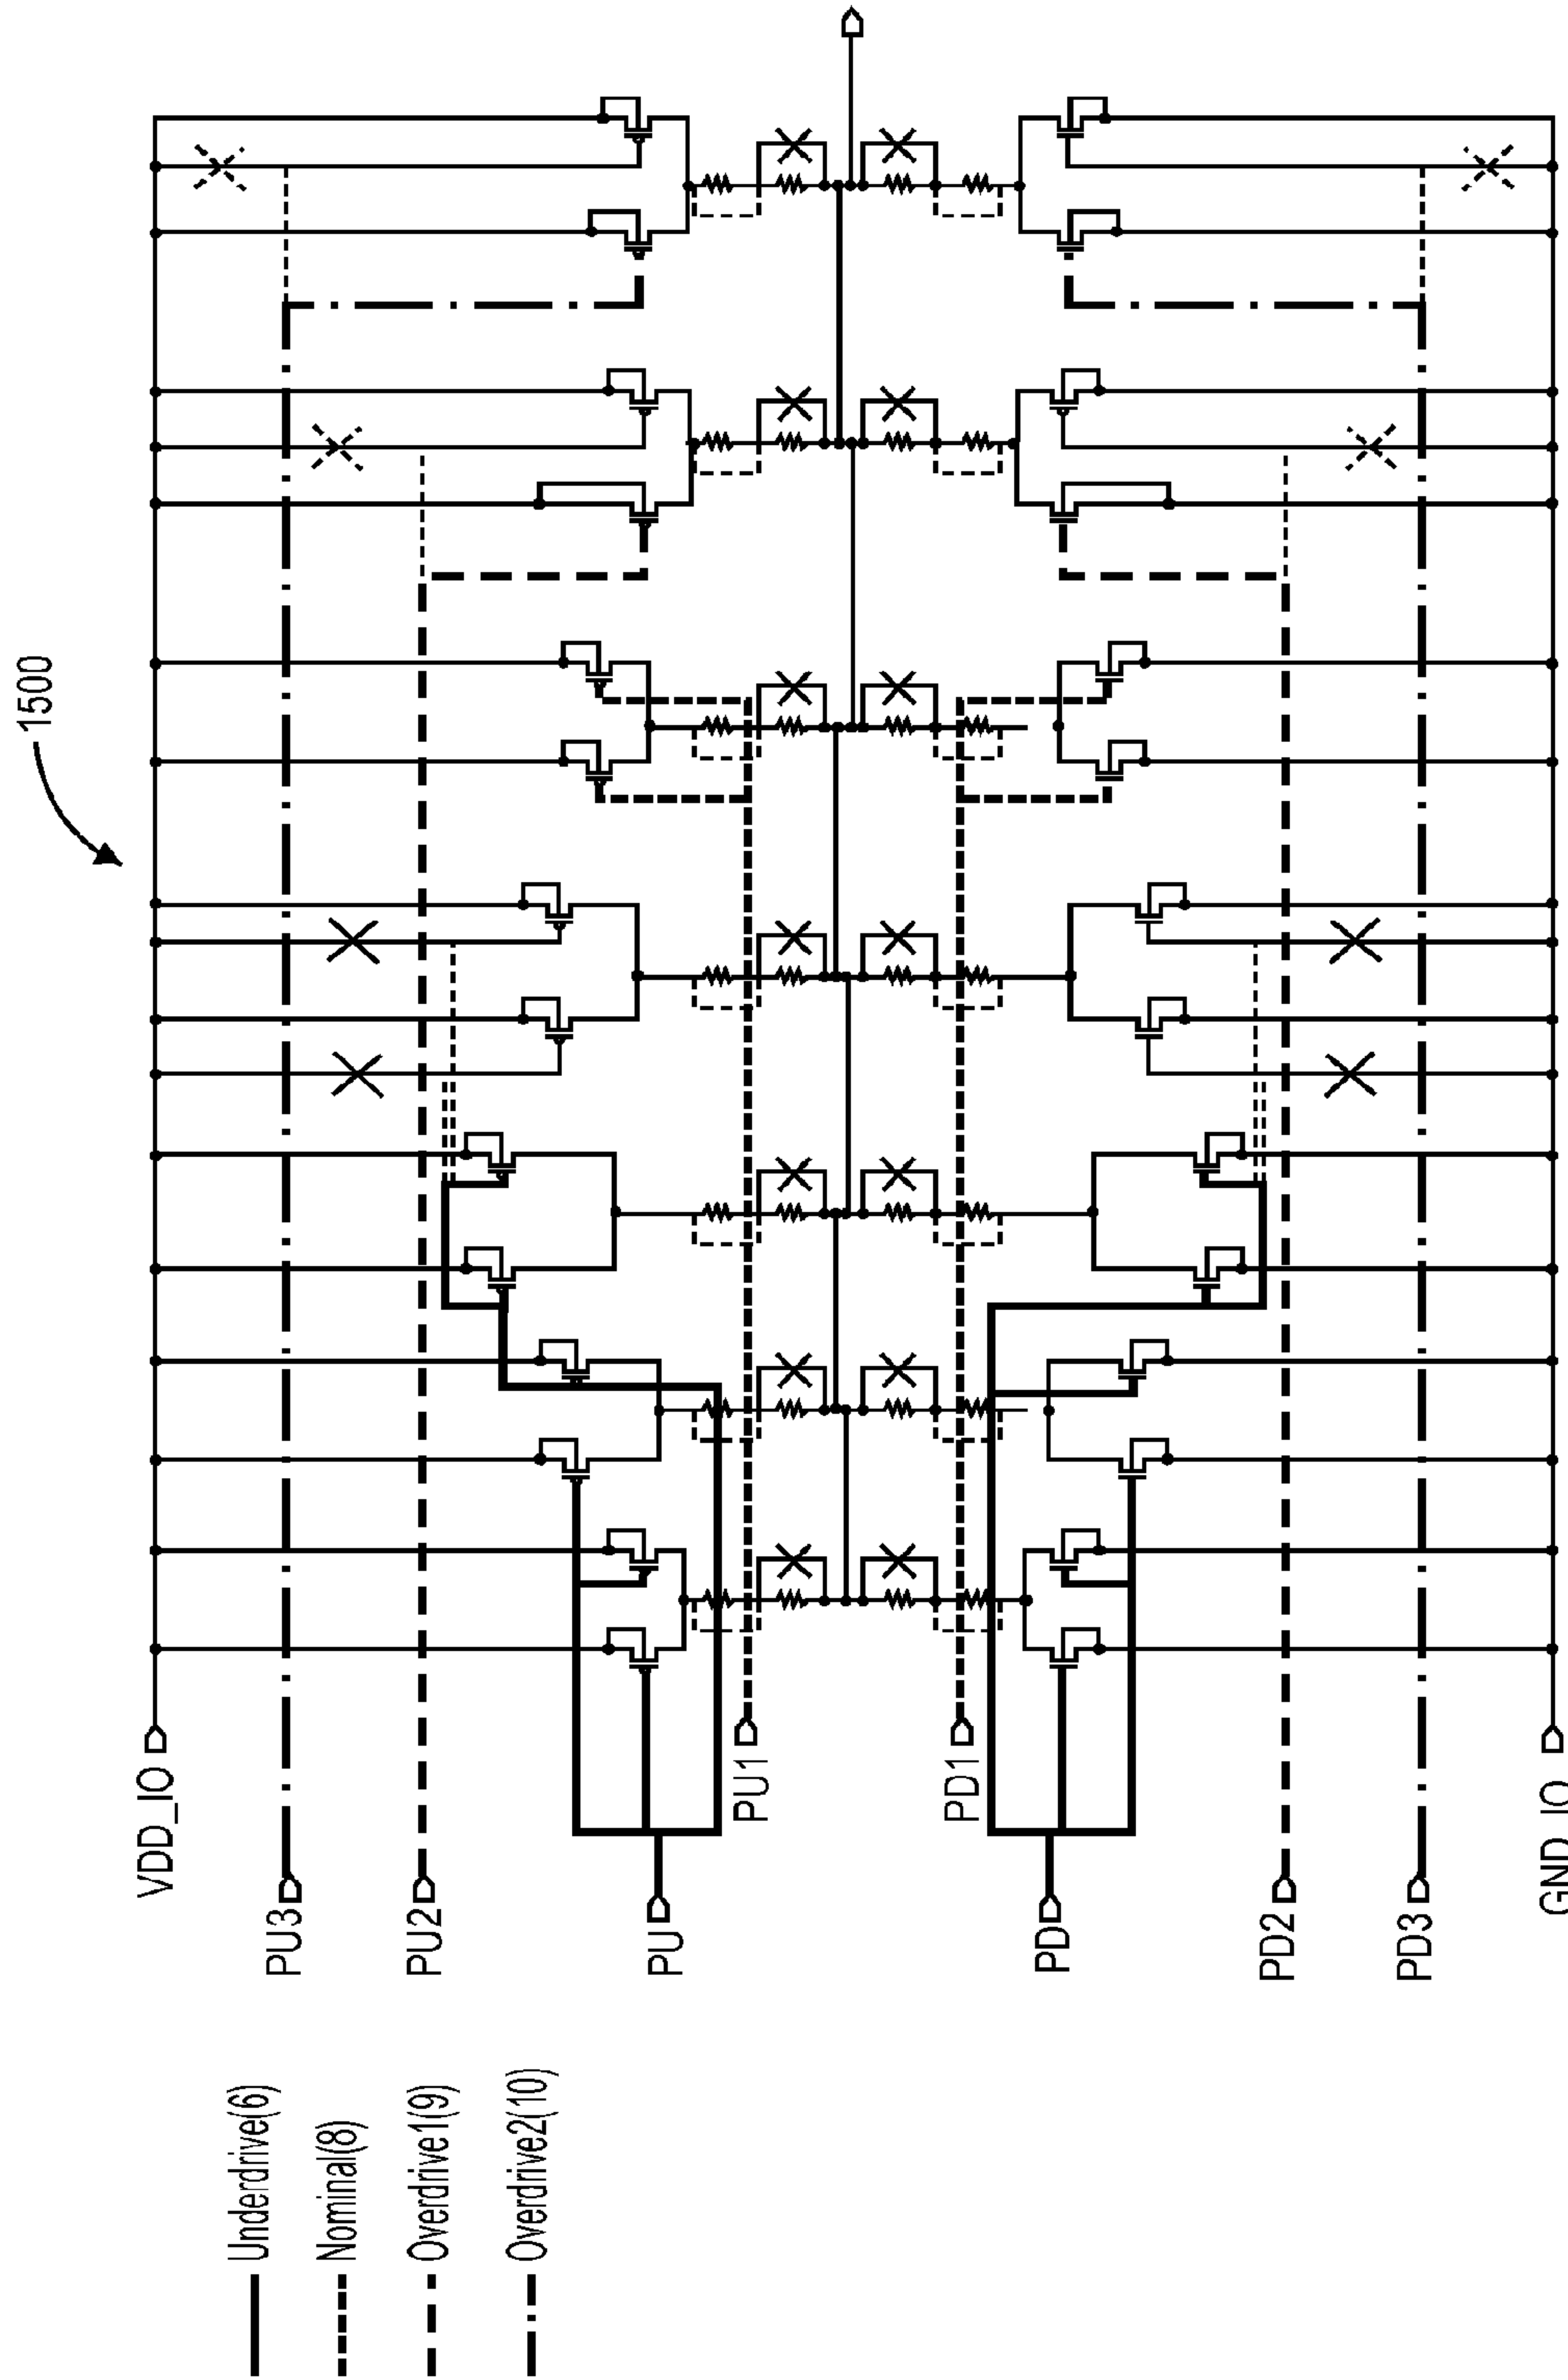 1500
VDD_IO
PU3
PU2
PU
PU1
PD1
PD
PD2
PD3
GND_IO
Underdrive(6)
Nominal(8)
Overdrive1(9)
Overdrive2(10)